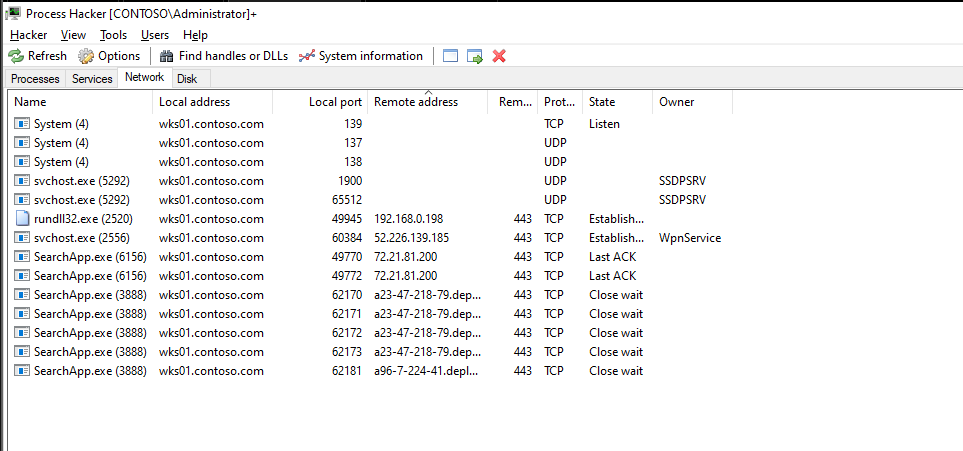 Process Hacker [CONTOSO\Administrator]+
Hacker View Tools Users Help
Refresh Options Find handles or DLLs System information
Processes Services Network Disk
Name Local address Local port Remote address Rem... Prot... State Owner
System (4) wks01.contoso.com 139 TCP Listen
System (4) wks01.contoso.com 137 UDP
System (4) wks01.contoso.com 138 UDP
svchost.exe (5292) wks01.contoso.com 1900 UDP SSDPSRV
svchost.exe (5292) wks01.contoso.com 65512 UDP SSDPSRV
rundll32.exe (2520) wks01.contoso.com 49945 192.168.0.198 443 TCP Establish...
svchost.exe (2556) wks01.contoso.com 60384 52.226.139.185 443 TCP Establish... WpnService
SearchApp.exe (6156) wks01.contoso.com 49770 72.21.81.200 443 TCP Last ACK
SearchApp.exe (6156) wks01.contoso.com 49772 72.21.81.200 443 TCP Last ACK
SearchApp.exe (3888) wks01.contoso.com 62170 a23-47-218-79.dep... 443 TCP Close wait
SearchApp.exe (3888) wks01.contoso.com 62171 a23-47-218-79.dep... 443 TCP Close wait
SearchApp.exe (3888) wks01.contoso.com 62172 a23-47-218-79.dep... 443 TCP Close wait
SearchApp.exe (3888) wks01.contoso.com 62173 a23-47-218-79.dep... 443 TCP Close wait
SearchApp.exe (3888) wks01.contoso.com 62181 a96-7-224-41.depl... 443 TCP Close wait